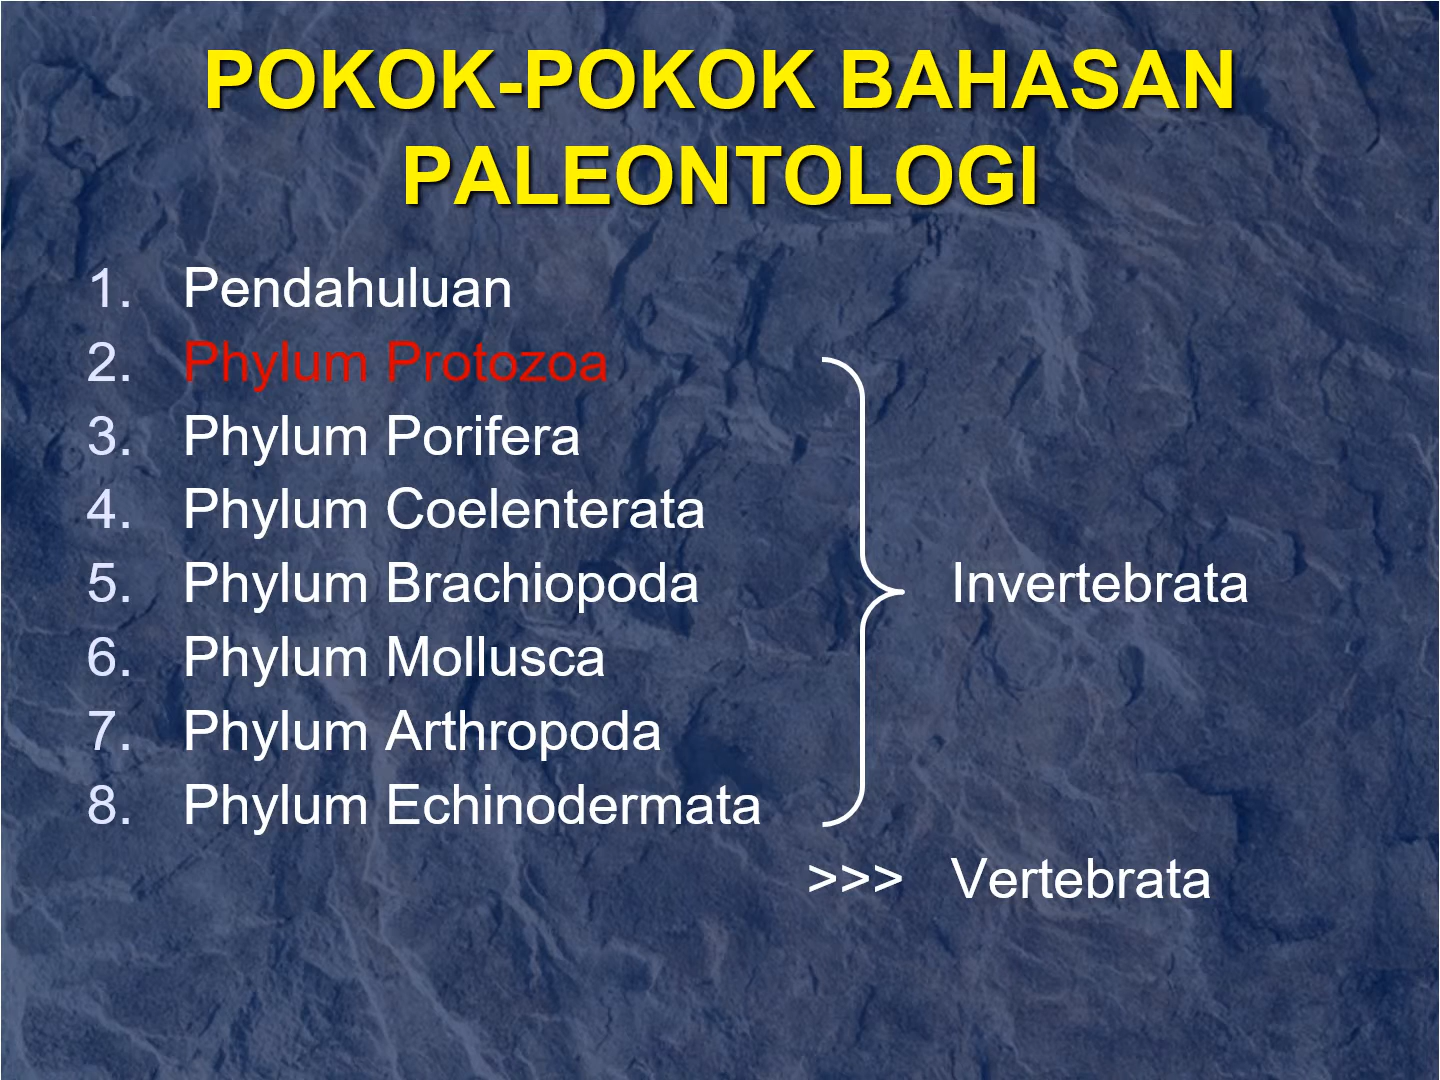 POKOK-POKOK BAHASAN
PALEONTOLOGI
1. Pendahuluan
2. Phylum Protozoa
3. Phylum Porifera
4. Phylum Coelenterata
5. Phylum Brachiopoda
Invertebrata
6. Phylum Mollusca
7. Phylum Arthropoda
8. Phylum Echinodermata
>>> Vertebrata